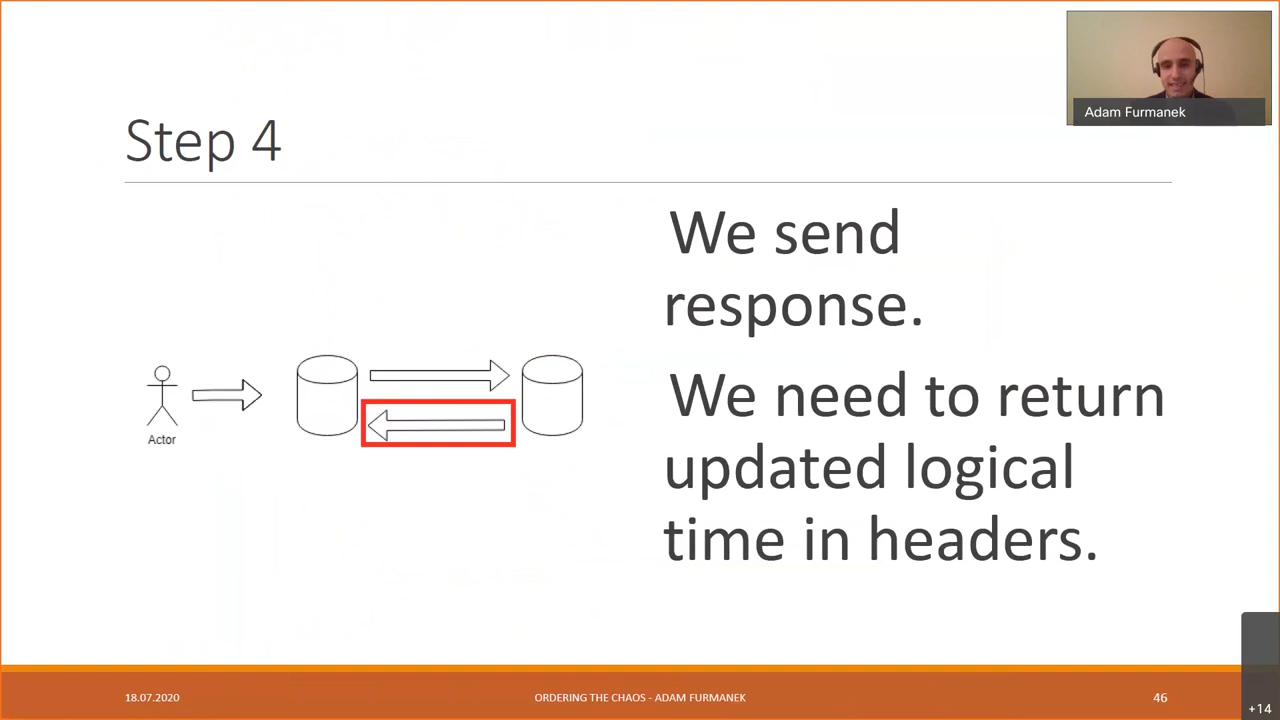 Adam Furmanek
Step 4
We send
response.
We need to return
updated logical
time in headers.
Actor
18.07.2020
ORDERING THE CHAOS - ADAM FURMANEK
46
+14